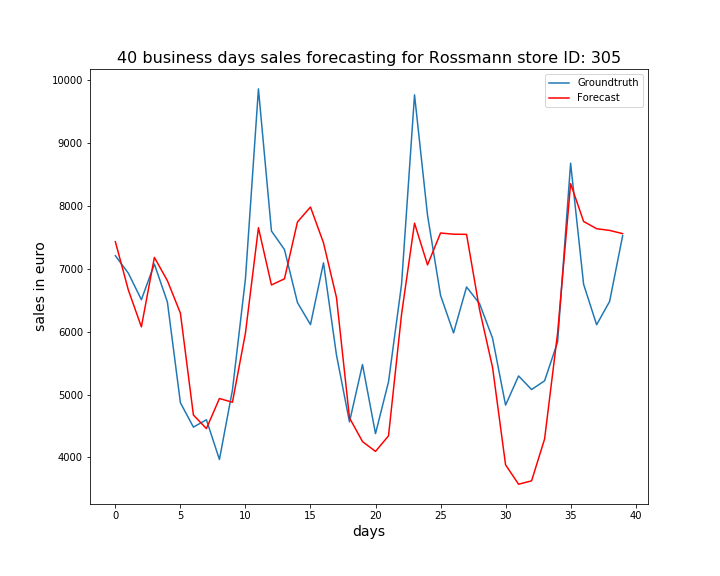 40 business days sales forecasting for Rossmann store ID: 305
Groundtruth
Forecast
10000
9000
8000
7000
6000
5000
4000
sales in euro
0 5 10 15 20 25 30 35 40
days